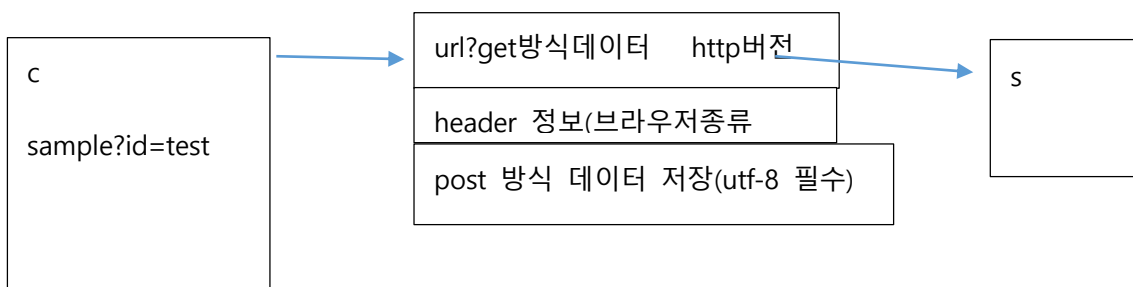 c
sample?id=test
url?get방식데이터 http버전
header 정보(브라우저종류
post 방식 데이터 저장(utf-8 필수)
s